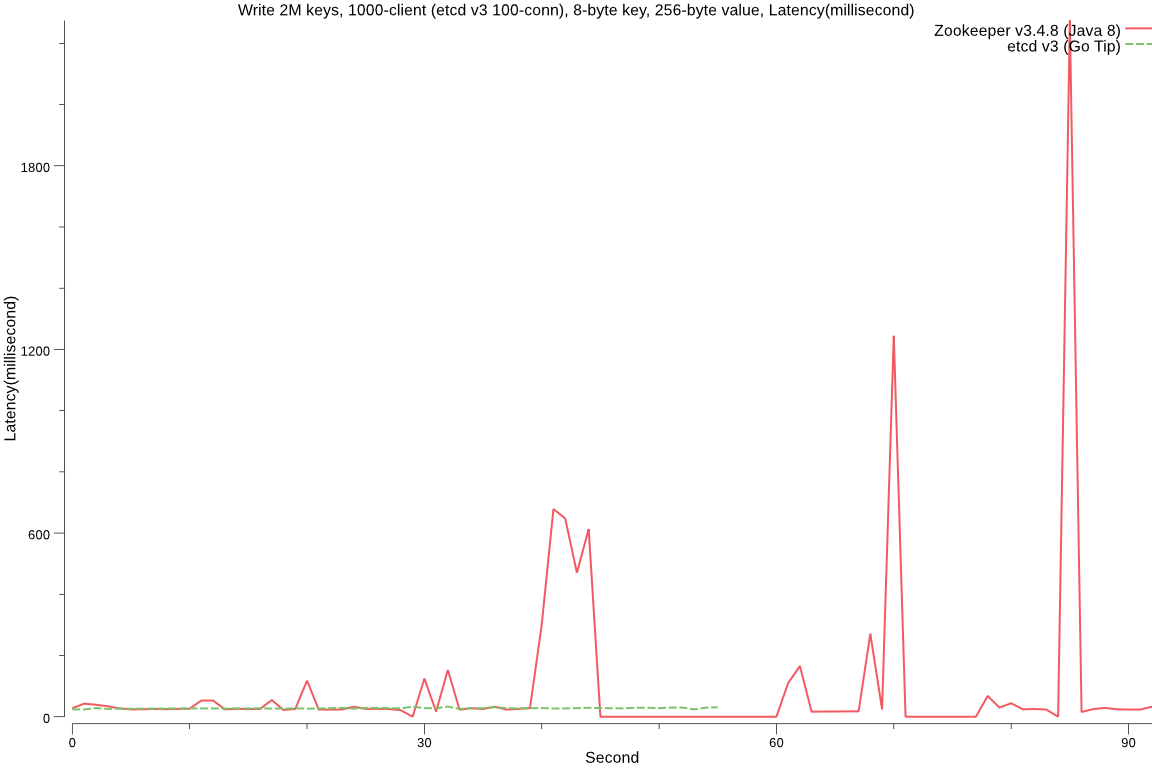 Write 2M keys, 1000-client (etcd v3 100-conn), 8-byte key, 256-byte value, Latency(millisecond)
Zookeeper v3.4.8 (Java 8)
etcd v3 (Go Tip)
Latency(millisecond)
1800
1200
600
0
0 30 60 90
Second